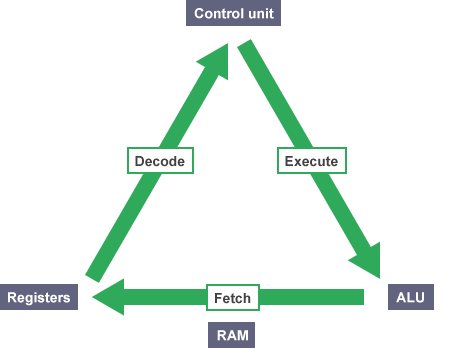 Control unit
Decode
Execute
Registers
Fetch
ALU
RAM